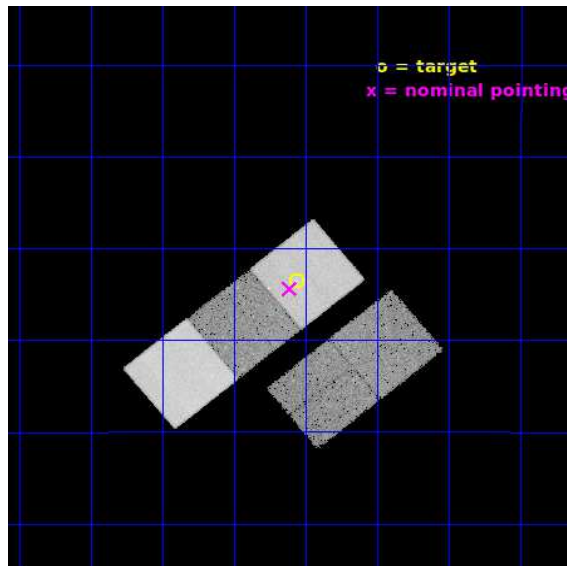 o = target
x = nominal pointing